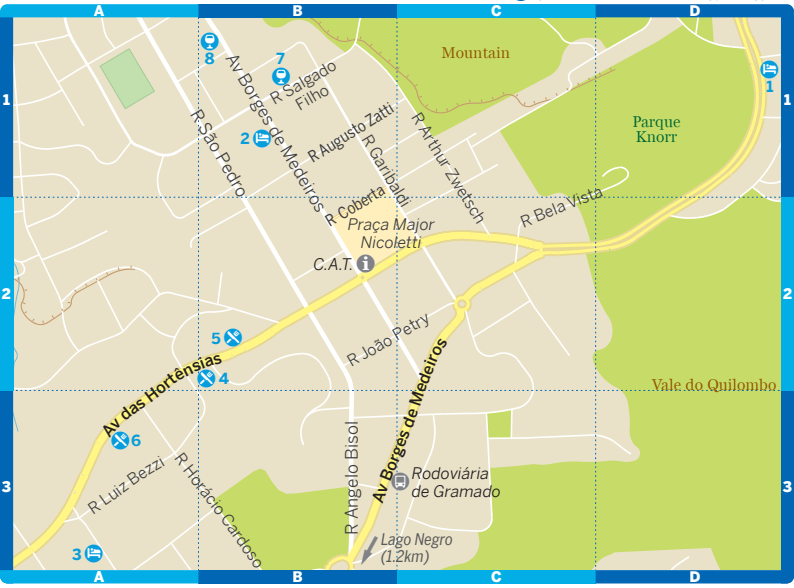 A
B
C
D
1
2
3
1
2
3
8
7
1
2
5
4
6
3
Mountain
Parque
Knorr
Vale do Quilombo
Av Borges de Medeiros
R Salgado
Filho
R São Pedro
R Augusto Zatti
R Garibaldi
R Arthur Zwetsch
R Coberta
R Bela Vista
Praça Major
Nicoletti
C.A.T.
i
R João Petry
Av das Hortênsias
Av Borges de Medeiros
R Luiz Bezzi
R Horácio Cardoso
R Angelo Bisol
Rodoviária
de Gramado
Lago Negro
(1.2km)
A
B
C
D